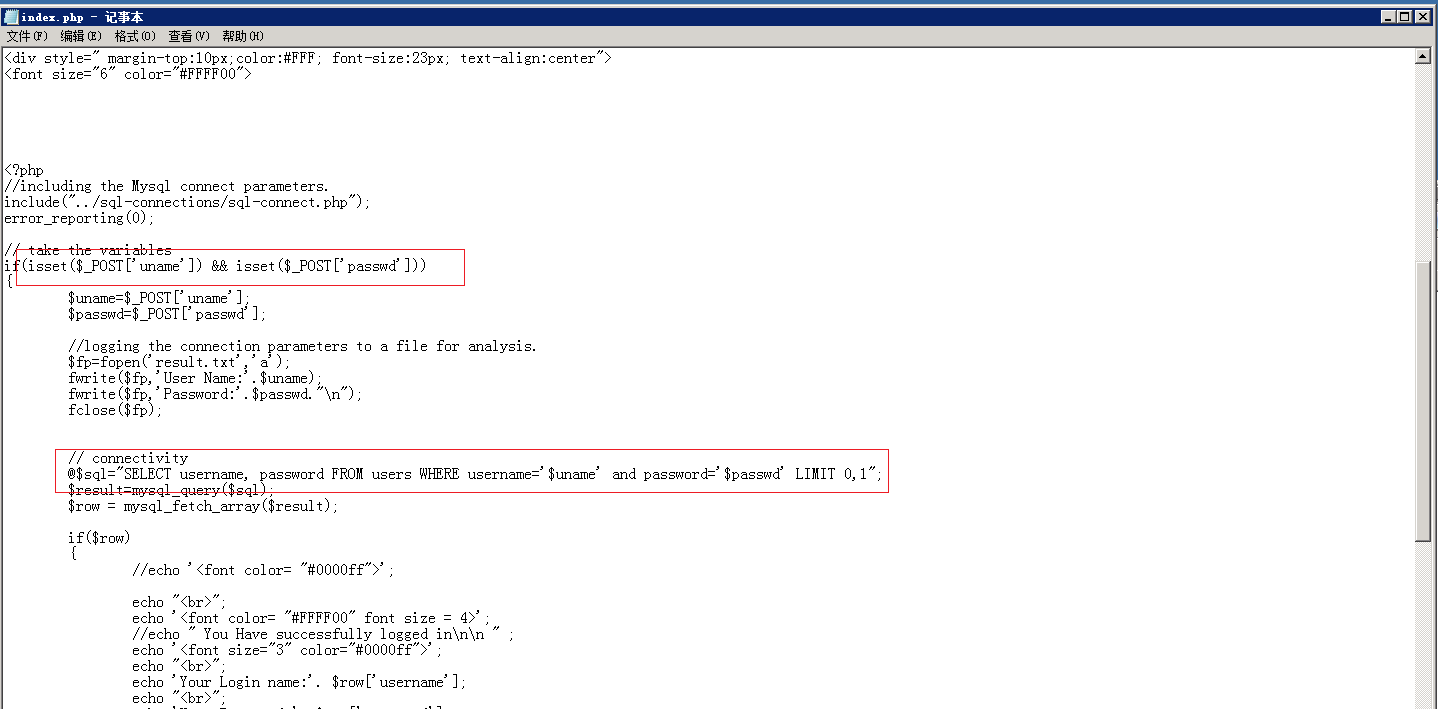 index.php - 记事本
文件(F) 编辑(E) 格式(O) 查看(V) 帮助(H)
<div style=" margin-top:10px;color:#FFF; font-size:23px; text-align:center">
<font size="6" color="#FFFF00">
<?php
//including the Mysql connect parameters.
include("../sql-connections/sql-connect.php");
error_reporting(0);
// take the variables
if(isset($_POST['uname']) && isset($_POST['passwd']))
{
$uname=$_POST['uname'];
$passwd=$_POST['passwd'];
//logging the connection parameters to a file for analysis.
$fp=fopen('result.txt','a');
fwrite($fp,'User Name:'.$uname);
fwrite($fp,'Password:'.$passwd."\n");
fclose($fp);
// connectivity
@$sql="SELECT username, password FROM users WHERE username='$uname' and password='$passwd' LIMIT 0,1";
$result=mysql_query($sql);
$row = mysql_fetch_array($result);
if($row)
{
//echo '<font color= "#0000ff">';
echo "<br>";
echo '<font color= "#FFFF00" font size = 4>';
//echo " You Have successfully logged in\n\n " ;
echo '<font size="3" color="#0000ff">';
echo "<br>";
echo 'Your Login name:'. $row['username'];
echo "<br>";